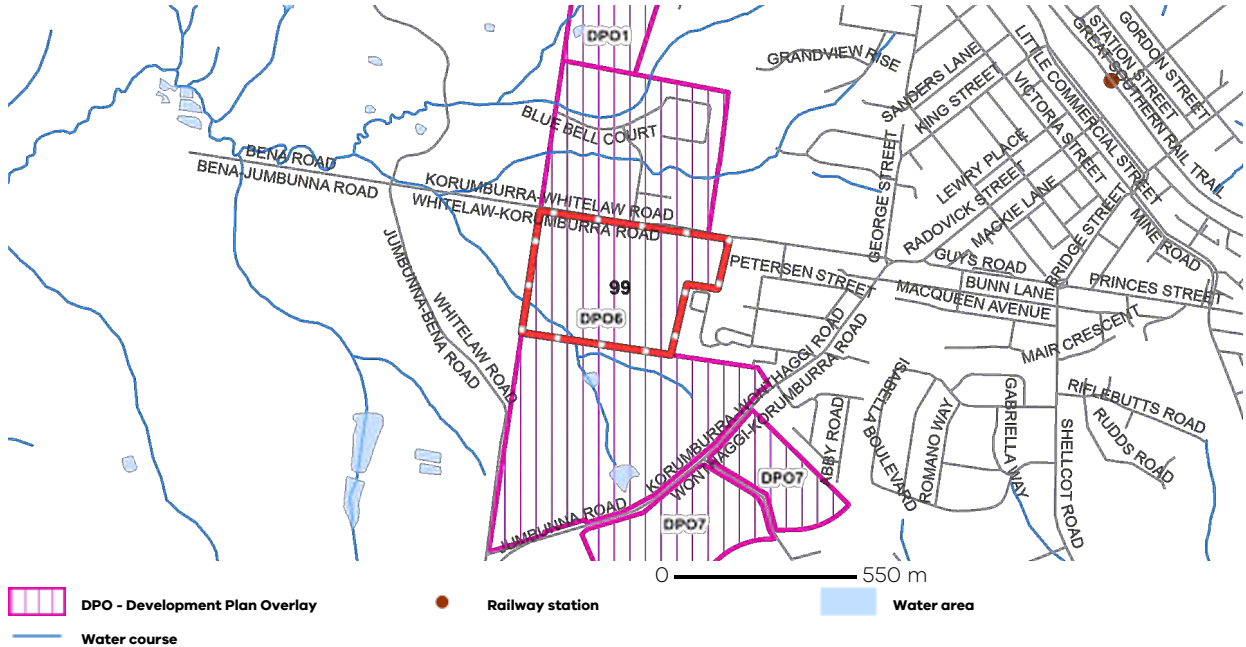 DPO1
GRANDVIEW RISE
SANDERS LANE
KING STREET
LITTLE COMMERCIAL STREET
VICTORIA STREET
GREAT SOUTHERN RAIL TRAIL
STATION STREET
GORDON STREET
BLUE BELL COURT
BENA ROAD
BENA-JUMBUNNA ROAD
KORUMBURRA-WHITELAW ROAD
WHITELAW-KORUMBURRA ROAD
GEORGE STREET
LEWRY PLACE
RADOVICK STREET
MACKIE LANE
BRIDGE STREET
MINE ROAD
GUYS ROAD
BUNN LANE
PRINCES STREET
PETERSEN STREET
MACQUEEN AVENUE
MAIR CRESCENT
99
DPO6
JUMBUNNA-BENA ROAD
WHITELAW ROAD
KORUMBURRA-WONTHAGGI ROAD
WONTHAGGI-KORUMBURRA ROAD
JUMBUNNA ROAD
ABBY ROAD
ISABELLA BOULEVARD
ROMANO WAY
GABRIELLA WAY
SHELLCOT ROAD
RIFLEBUTTS ROAD
RUDDS ROAD
DPO7
DPO7
0 550 m
DPO - Development Plan Overlay
Railway station
Water area
Water course